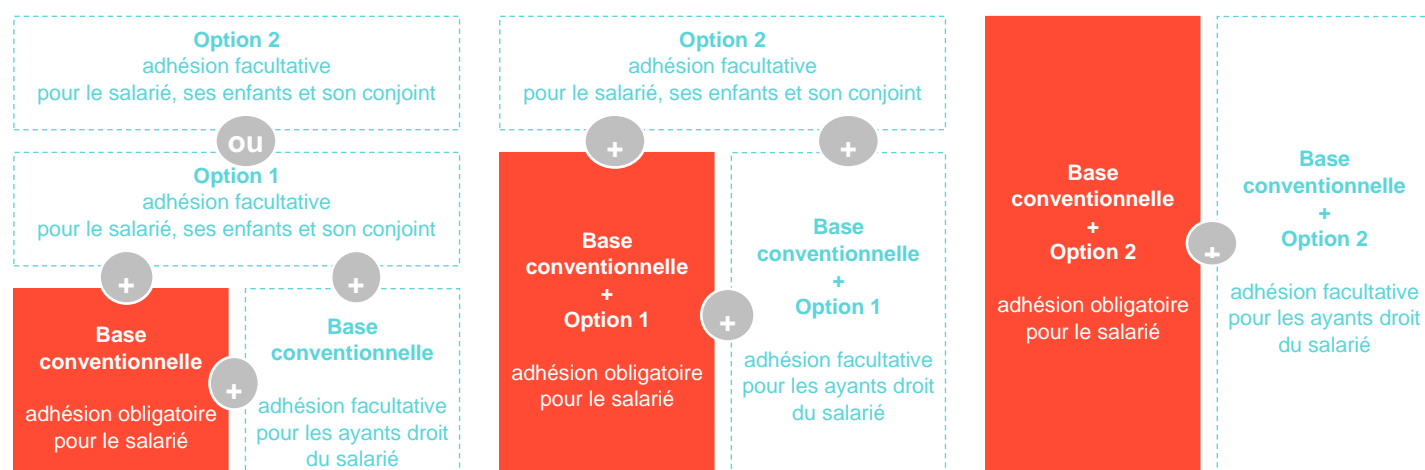 Option 2
adhésion facultative
pour le salarié, ses enfants et son conjoint
ou
Option 1
adhésion facultative
pour le salarié, ses enfants et son conjoint
+
+
Base
conventionnelle
adhésion obligatoire
pour le salarié
+
Base
conventionnelle
adhésion facultative
pour les ayants droit
du salarié
Option 2
adhésion facultative
pour le salarié, ses enfants et son conjoint
+
+
Base
conventionnelle
+
Option 1
adhésion obligatoire
pour le salarié
+
Base
conventionnelle
+
Option 1
adhésion facultative
pour les ayants droit
du salarié
Base
conventionnelle
+
Option 2
adhésion obligatoire
pour le salarié
+
Base
conventionnelle
+
Option 2
adhésion facultative
pour les ayants droit
du salarié